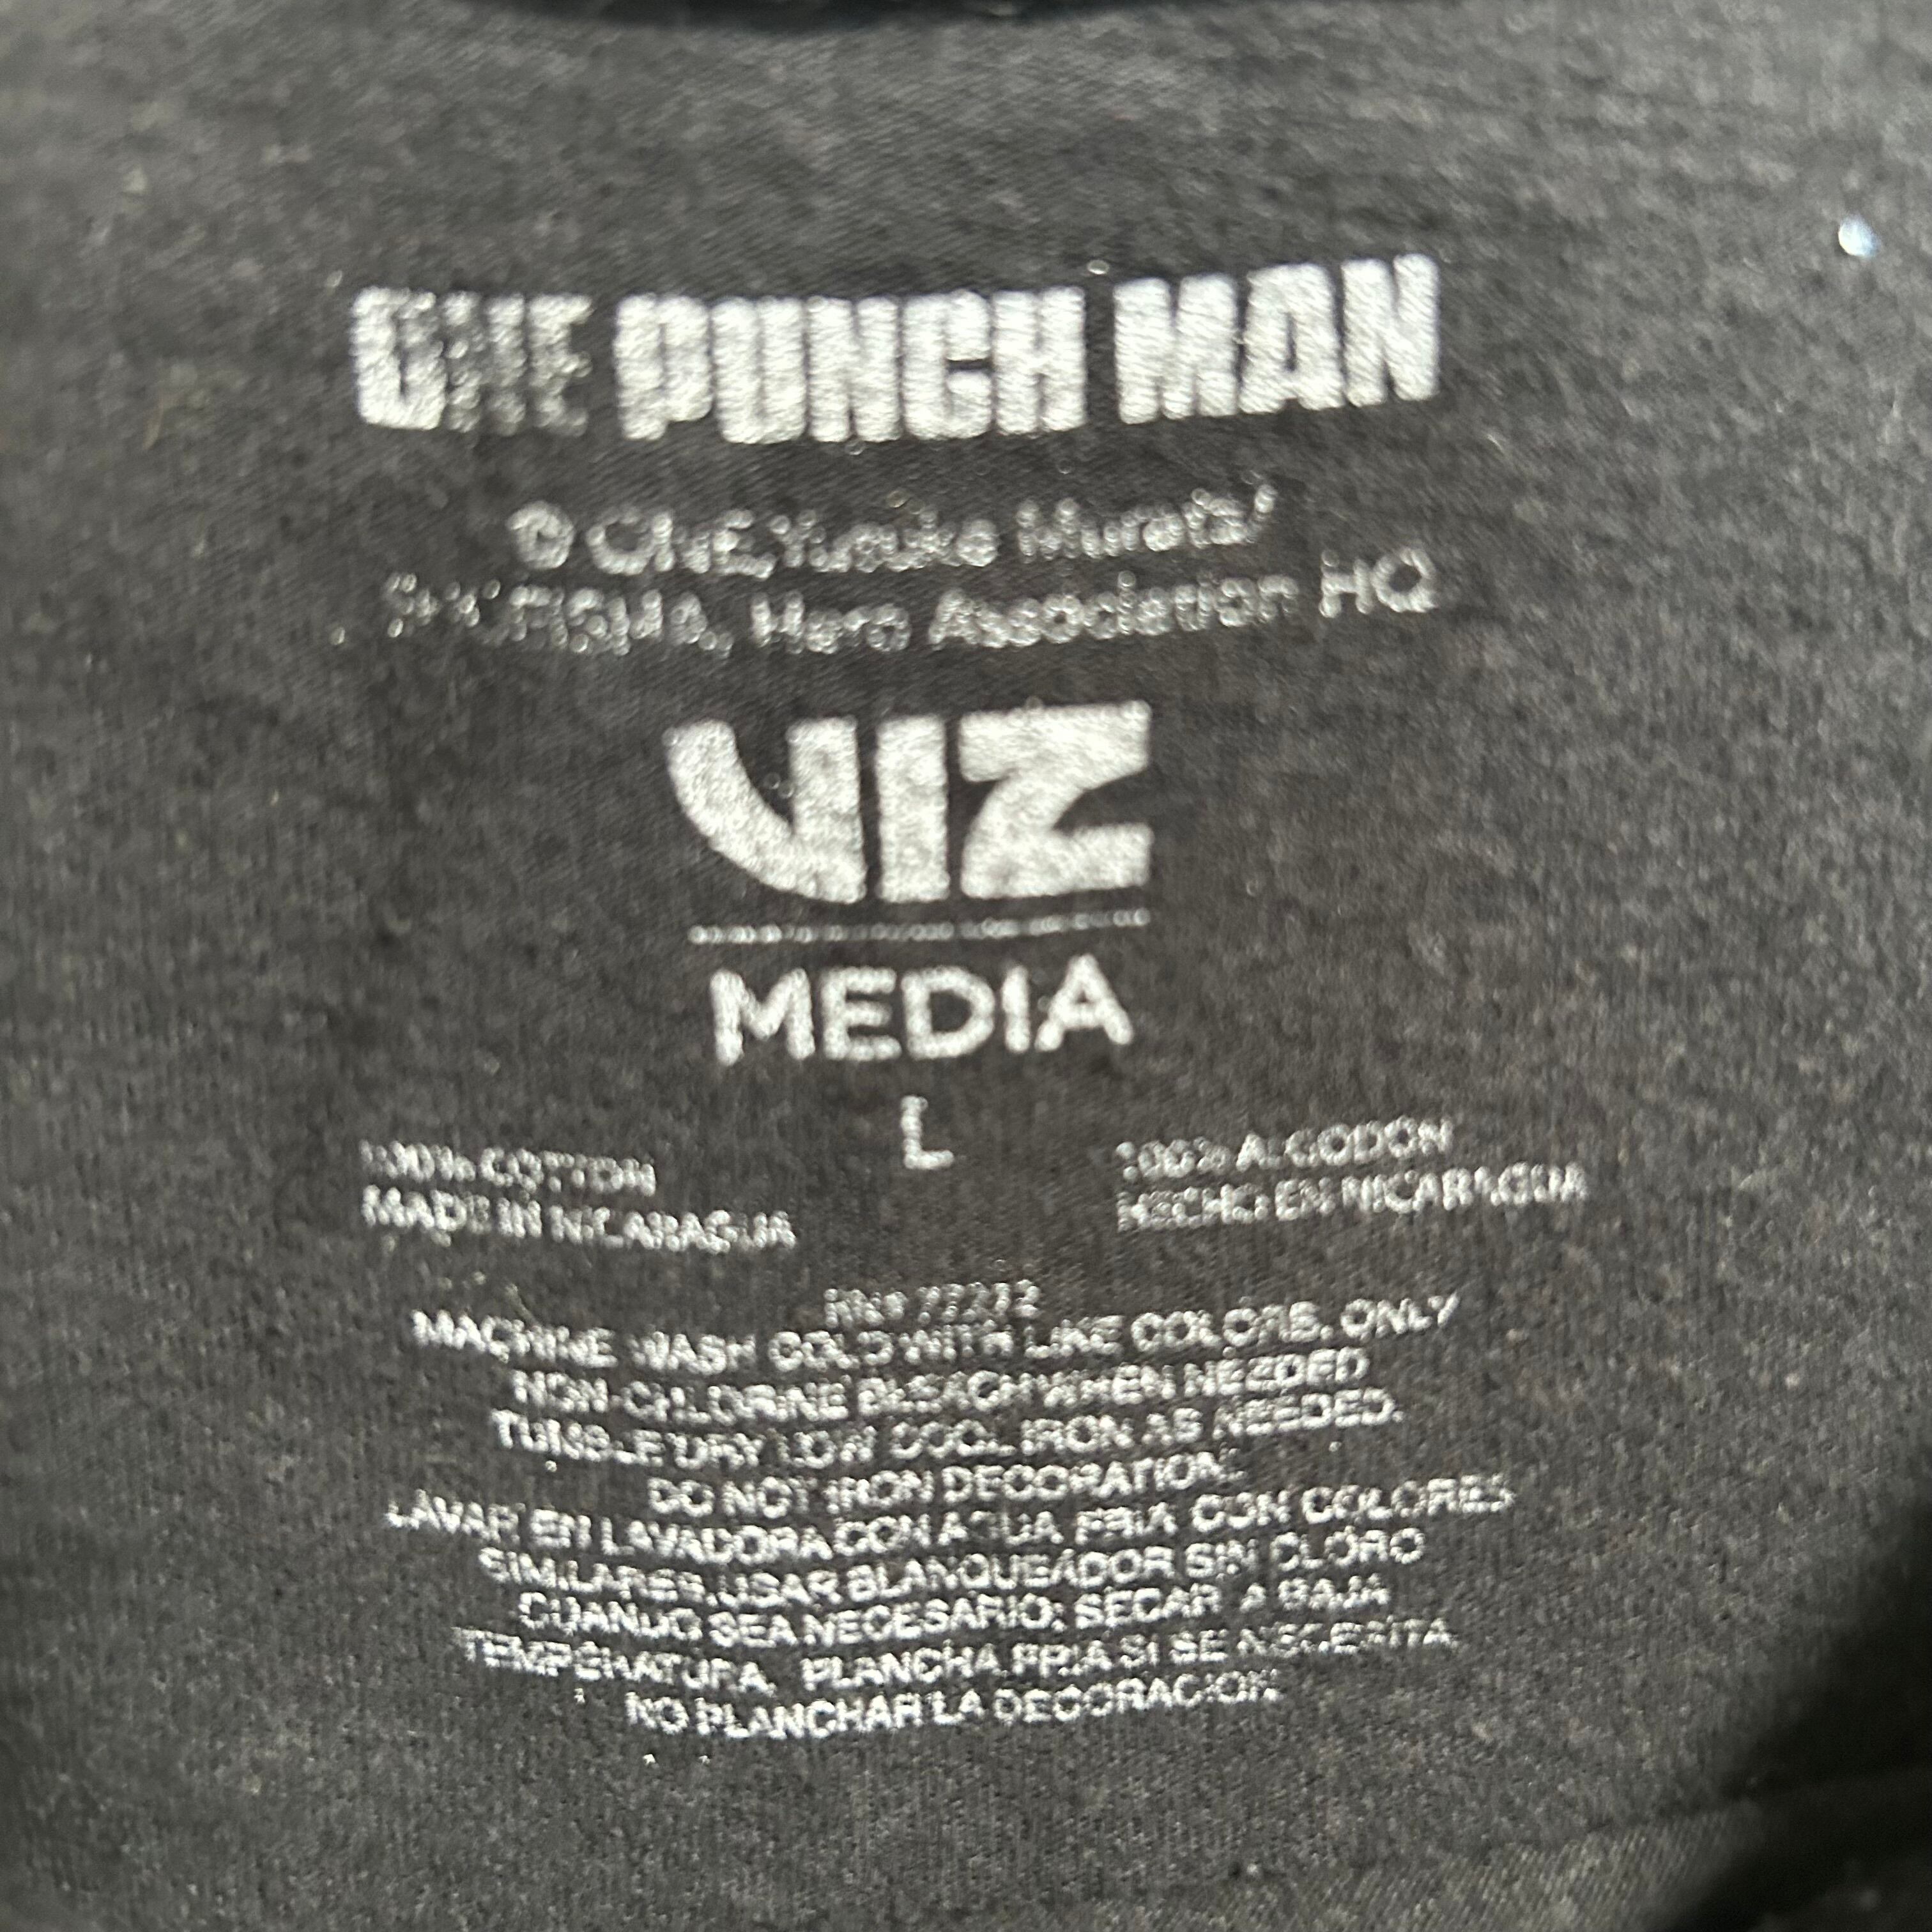 ONE PUNCH MAN
© ONE, Yusuke Murata/
SHUEISHA, Hero Association HQ
VIZ
MEDIA
L
100% COTTON
MADE IN NICARAGUA
100% ALGODÓN
HECHO EN NICARAGUA
RN# 77272
MACHINE WASH COLD WITH LIKE COLORS. ONLY
NON-CHLORINE BLEACH WHEN NEEDED
TUMBLE DRY LOW COOL IRON AS NEEDED.
DO NOT IRON DECORATION.
LAVAR EN LAVADORA CON AGUA FRIA CON COLORES
SIMILARES. USAR BLANQUEADOR SIN CLORO
CUANDO SEA NECESARIO; SECAR A BAJA
TEMPERATURA. PLANCHA FRIA SI SE NECESITA
NO PLANCHAR LA DECORACION